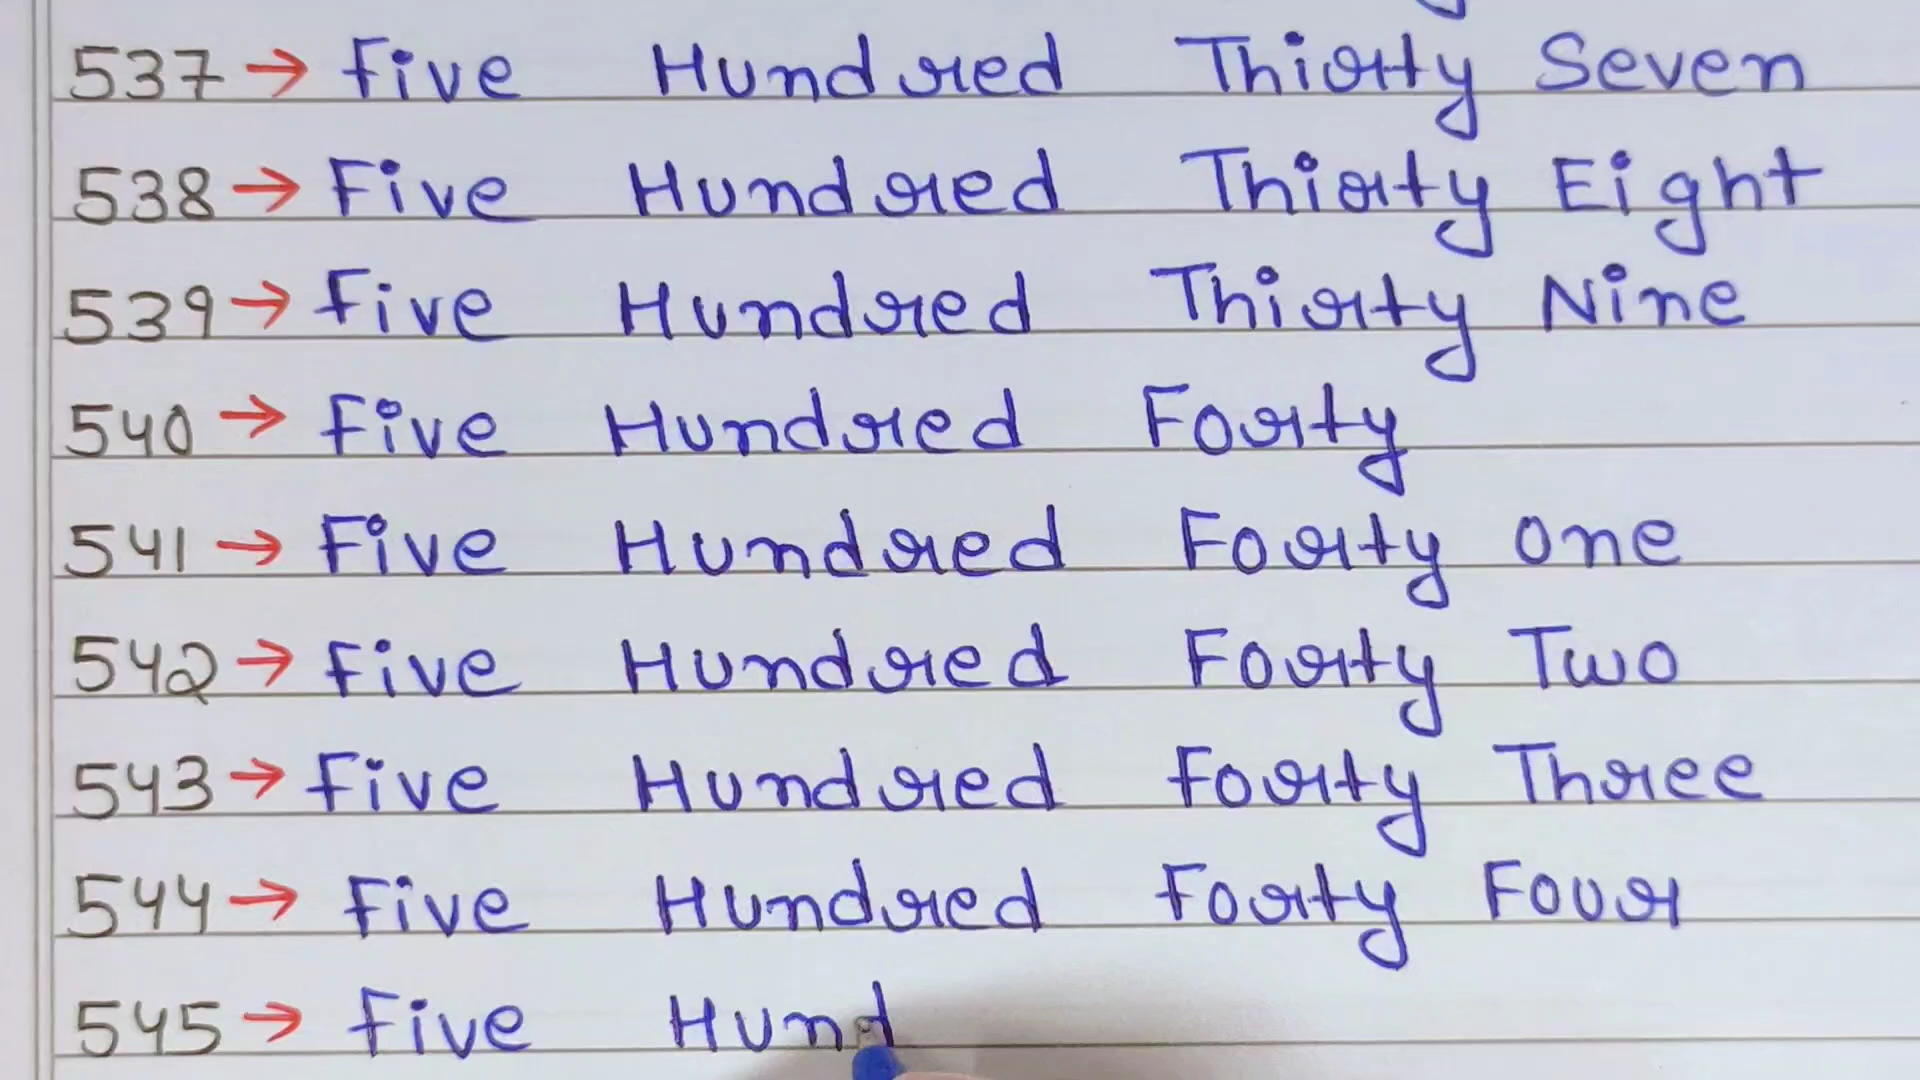 537 → Five Hundred Thirty Seven
538 → Five Hundred Thirty Eight
539 → Five Hundred Thirty Nine
540 → Five Hundred Forty
541 → Five Hundred Forty One
542 → Five Hundred Forty Two
543 → Five Hundred Forty Three
544 → Five Hundred Forty Four
545 → Five Hund